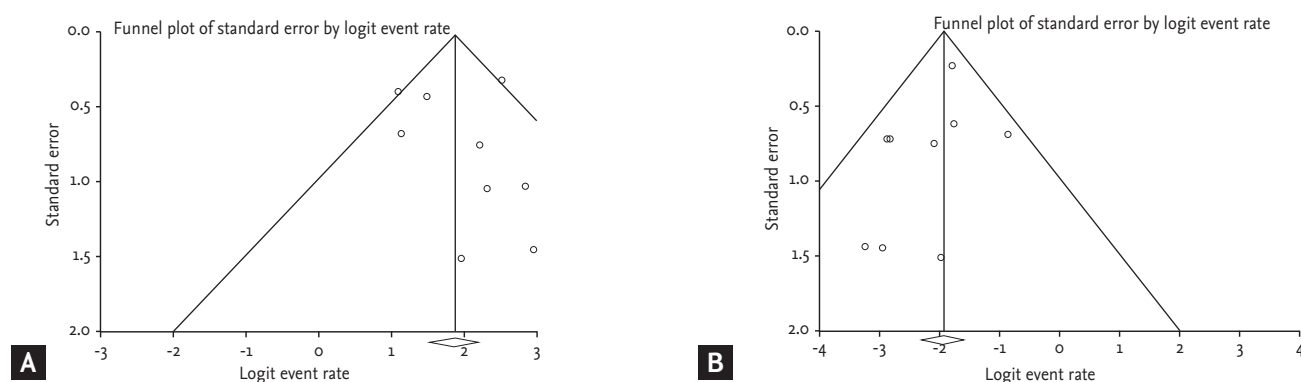 Funnel plot of standard error by logit event rate
0.0
0.5
1.0
1.5
2.0
Standard error
-3 -2 -1 0 1 2 3
Logit event rate
A
Funnel plot of standard error by logit event rate
0.0
0.5
1.0
1.5
2.0
Standard error
-4 -3 -2 -1 0 1 2 3 4
Logit event rate
B